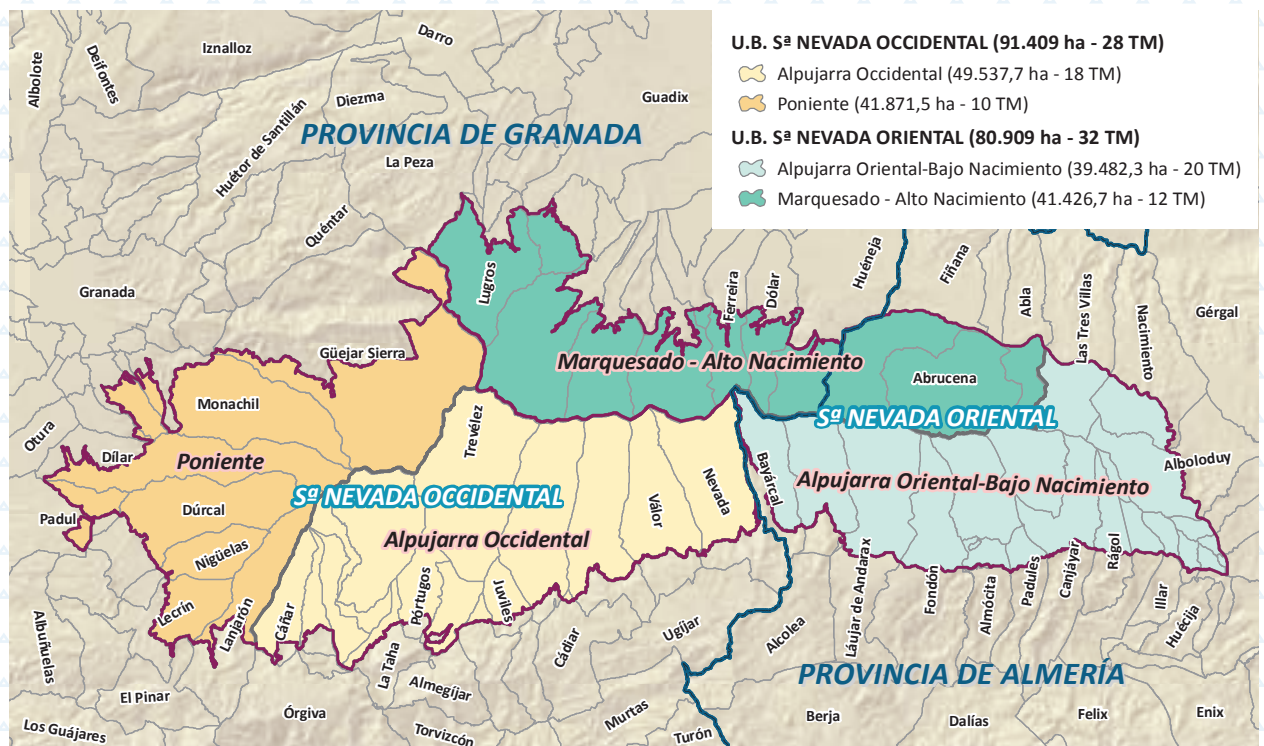 U.B. Sª NEVADA OCCIDENTAL (91.409 ha - 28 TM)
Alpujarra Occidental (49.537,7 ha - 18 TM)
Poniente (41.871,5 ha - 10 TM)
U.B. Sª NEVADA ORIENTAL (80.909 ha - 32 TM)
Alpujarra Oriental-Bajo Nacimiento (39.482,3 ha - 20 TM)
Marquesado - Alto Nacimiento (41.426,7 ha - 12 TM)
Albolote
Deifontes
Iznalloz
Darro
Diezma
Guadix
Huétor de Santillán
PROVINCIA DE GRANADA
La Peza
Quéntar
Granada
Lugros
Ferreira
Dólar
Huéneja
Fiñana
Abla
Las Tres Villas
Nacimiento
Gérgal
Güejar Sierra
Marquesado - Alto Nacimiento
Abrucena
Monachil
Sª NEVADA ORIENTAL
Otura
Dílar
Poniente
Trevélez
Bayárcal
Alboloduy
Alpujarra Oriental-Bajo Nacimiento
Sª NEVADA OCCIDENTAL
Padul
Dúrcal
Válor
Nevada
Alpujarra Occidental
Nigüelas
Lecrín
Lanjarón
Cáñar
Portugos
Juviles
Láujar de Andarax
Fondón
Almócita
Padules
Canjáyar
Rágol
Illar
Huécija
Albuñuelas
La Taha
Cádiar
Ugíjar
Alcolea
PROVINCIA DE ALMERÍA
El Pinar
Almegíjar
Órgiva
Los Guájares
Torvizcón
Murtas
Turón
Berja
Dalías
Felix
Enix